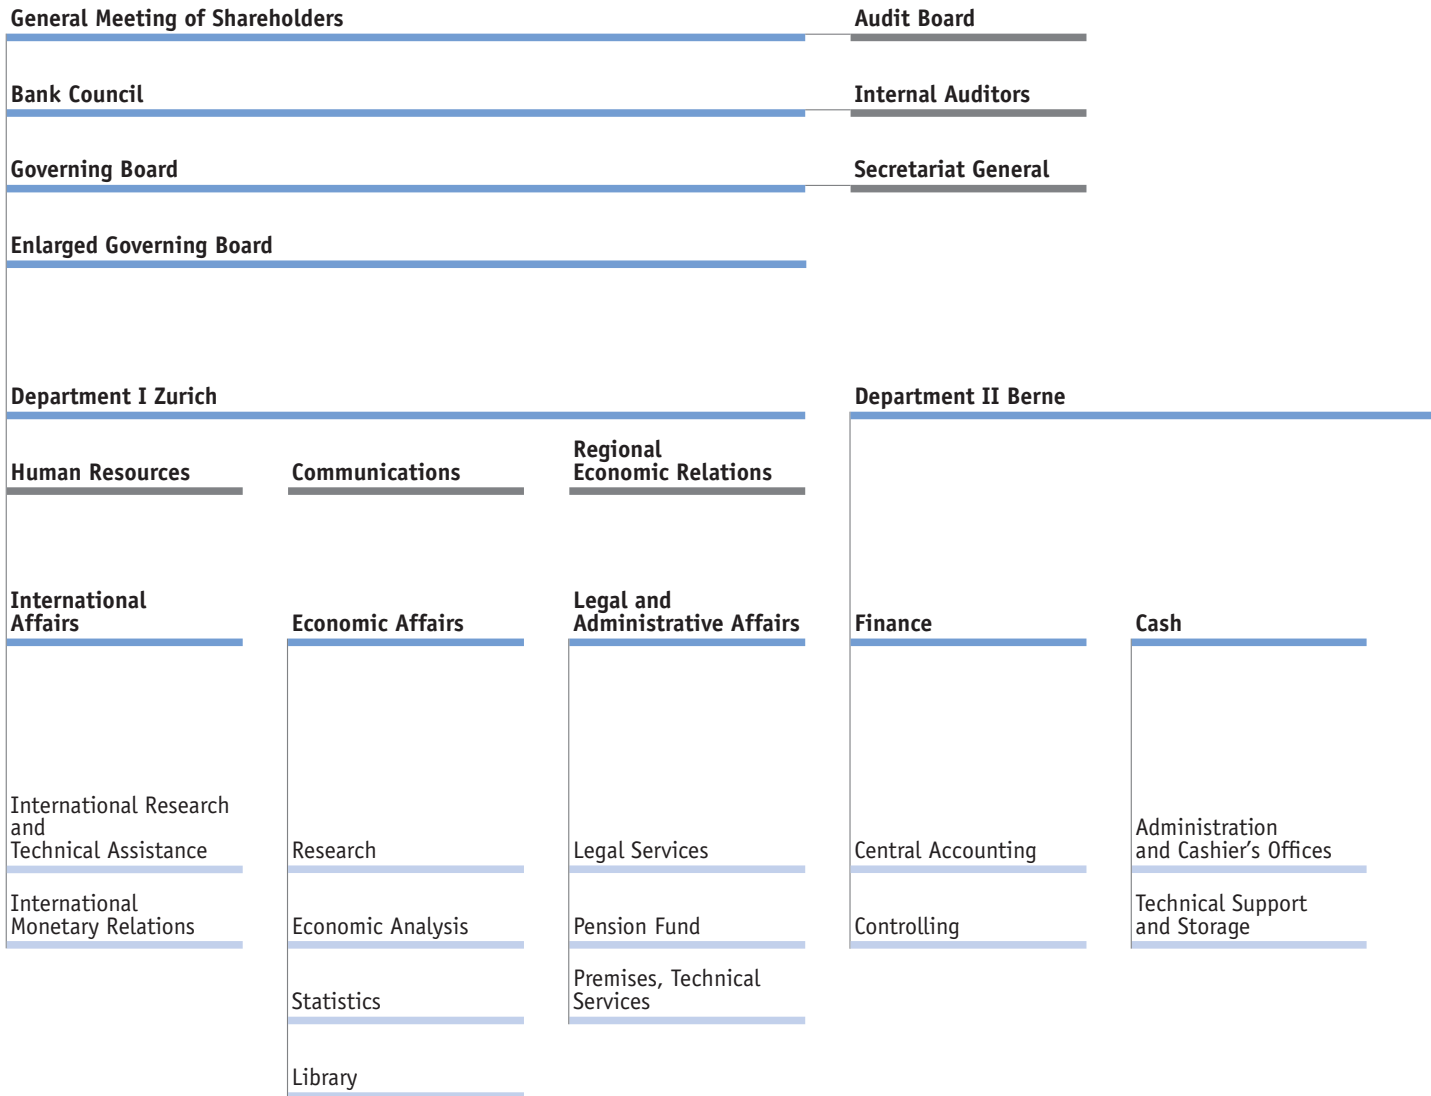 General Meeting of Shareholders
Audit Board
Bank Council
Internal Auditors
Governing Board
Secretariat General
Enlarged Governing Board
Department I Zurich
Department II Berne
Human Resources
Communications
Regional
Economic Relations
International
Affairs
Economic Affairs
Legal and
Administrative Affairs
Finance
Cash
International Research
and
Technical Assistance
Research
Legal Services
Central Accounting
Administration
and Cashier’s Offices
International
Monetary Relations
Economic Analysis
Pension Fund
Controlling
Technical Support
and Storage
Statistics
Premises, Technical
Services
Library